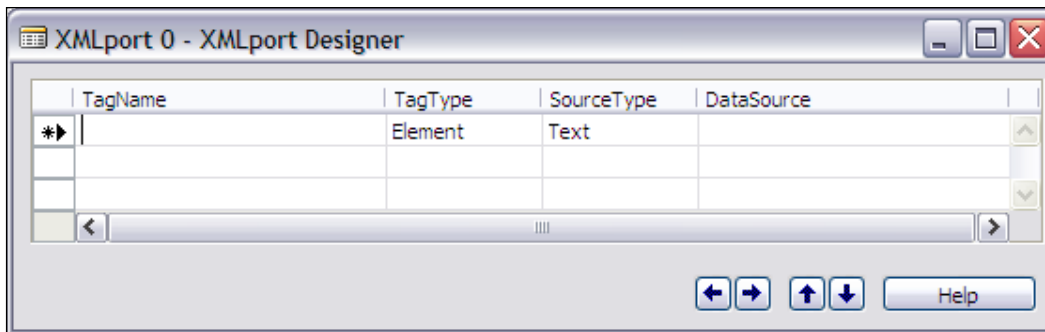 XMLport 0 - XMLport Designer
TagName TagType SourceType DataSource
Element Text
Help